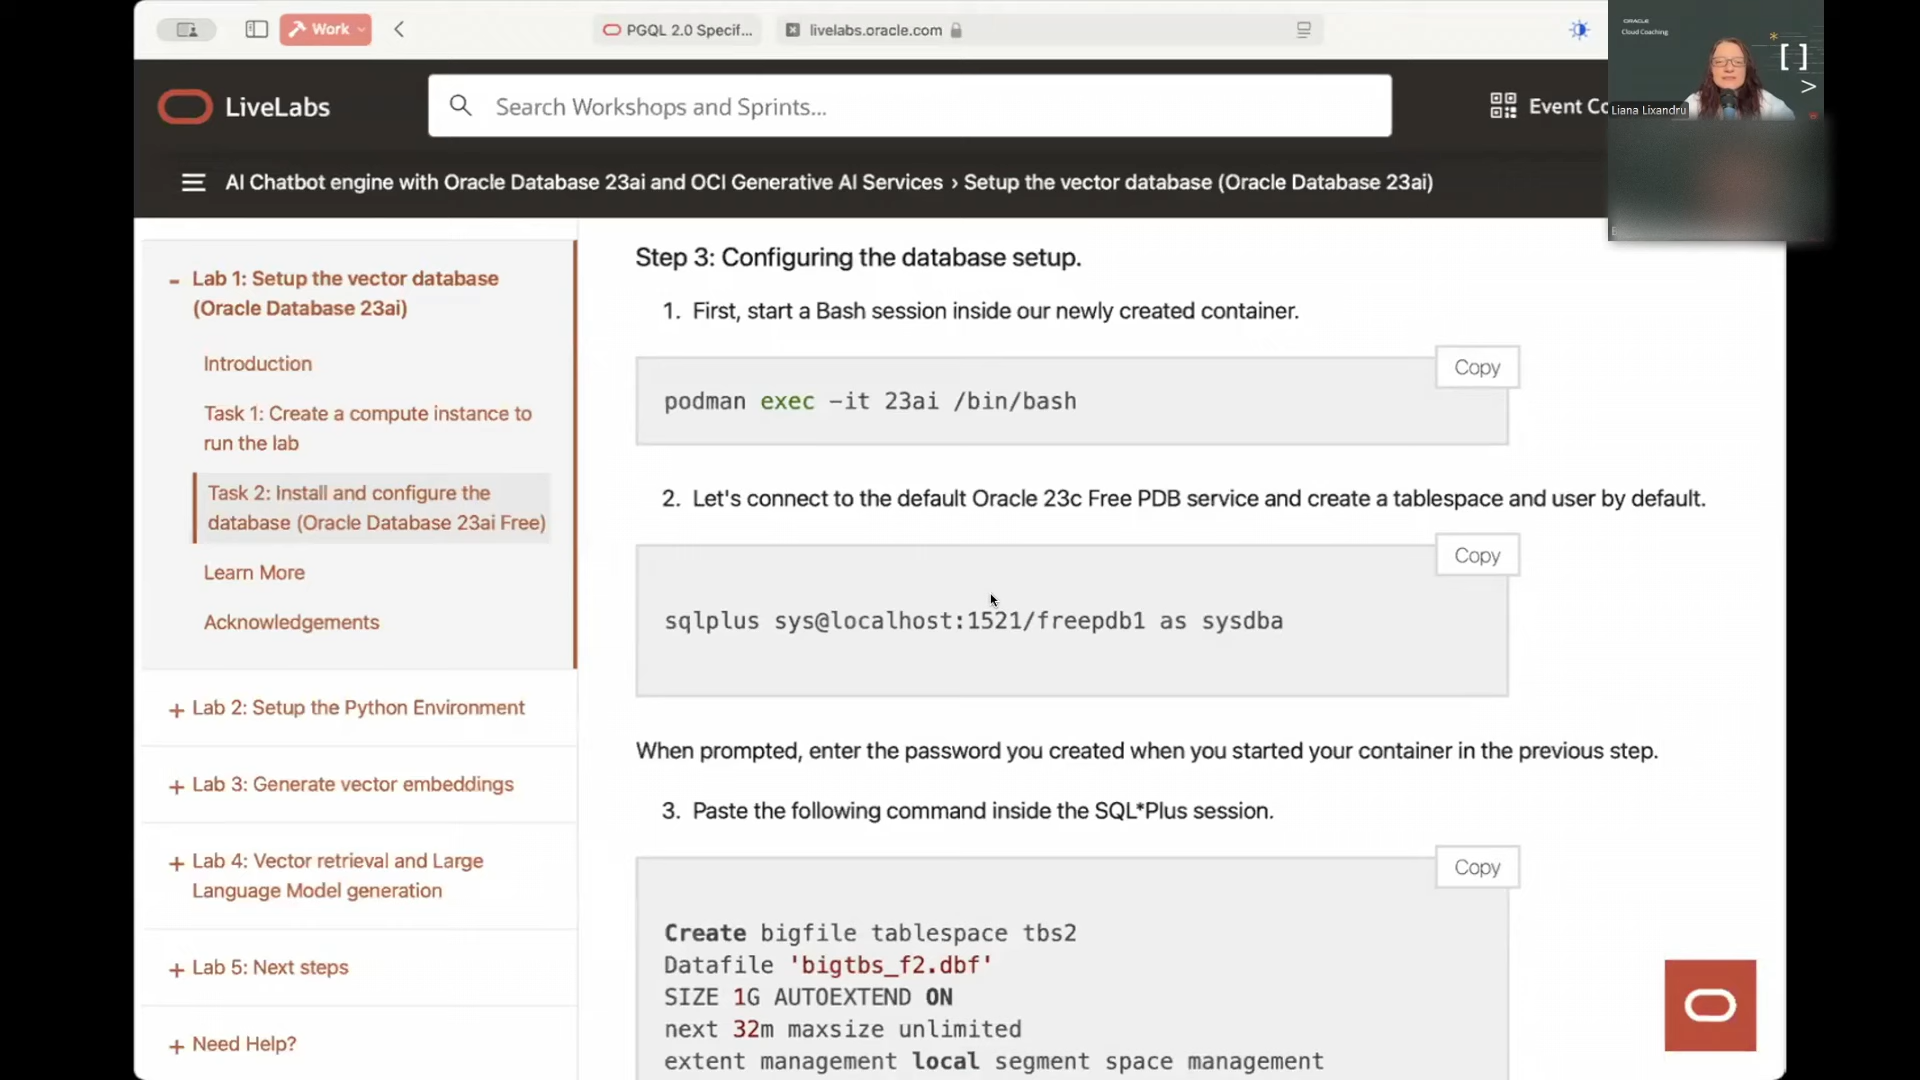 Work
PGQL 2.0 Specif...
livelabs.oracle.com
ORACLE
Cloud Coaching
[ ]
>
Liana Lixandru
LiveLabs
Search Workshops and Sprints...
Event Co
AI Chatbot engine with Oracle Database 23ai and OCI Generative AI Services › Setup the vector database (Oracle Database 23ai)
- Lab 1: Setup the vector database
(Oracle Database 23ai)
Introduction
Task 1: Create a compute instance to
run the lab
Task 2: Install and configure the
database (Oracle Database 23ai Free)
Learn More
Acknowledgements
+ Lab 2: Setup the Python Environment
+ Lab 3: Generate vector embeddings
+ Lab 4: Vector retrieval and Large
Language Model generation
+ Lab 5: Next steps
+ Need Help?
Step 3: Configuring the database setup.
1. First, start a Bash session inside our newly created container.
Copy
podman exec -it 23ai /bin/bash
2. Let's connect to the default Oracle 23c Free PDB service and create a tablespace and user by default.
Copy
sqlplus sys@localhost:1521/freepdb1 as sysdba
When prompted, enter the password you created when you started your container in the previous step.
3. Paste the following command inside the SQL*Plus session.
Copy
Create bigfile tablespace tbs2
Datafile 'bigtbs_f2.dbf'
SIZE 1G AUTOEXTEND ON
next 32m maxsize unlimited
extent management local segment space management